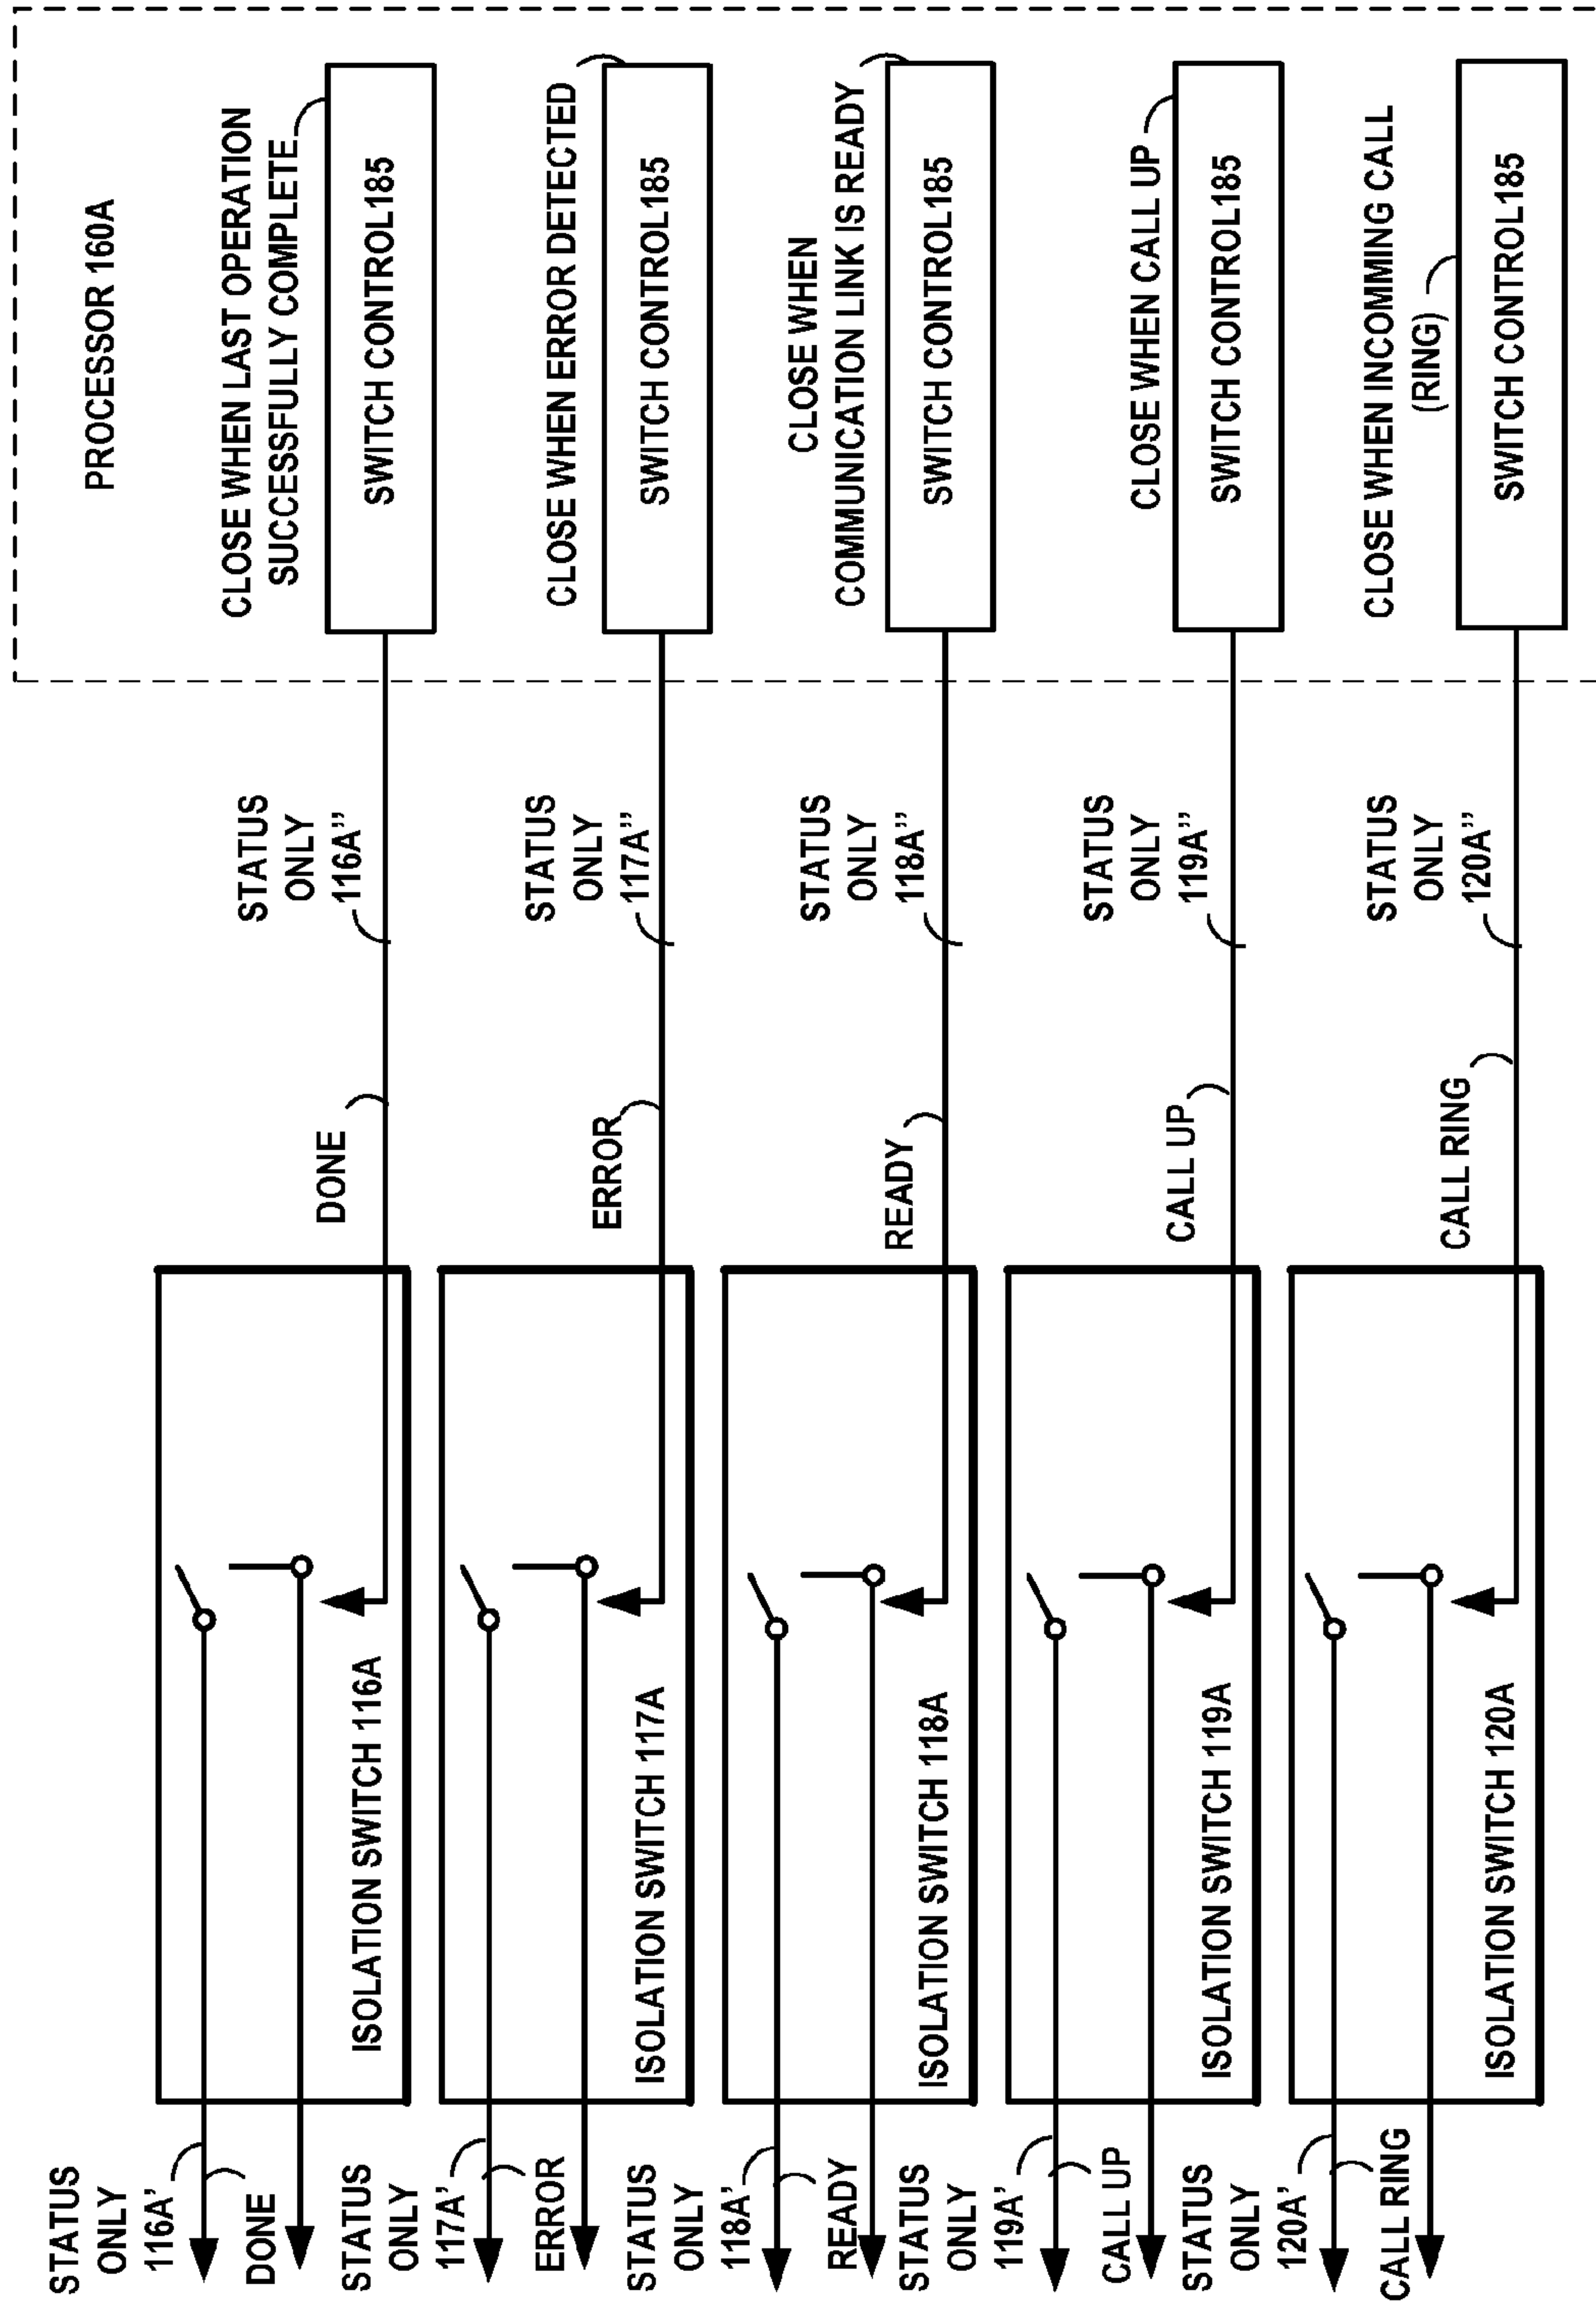 PROCESSOR 160A
STATUS
ONLY
116A'
DONE
ISOLATION SWITCH 116A
DONE
STATUS
ONLY
116A”
CLOSE WHEN LAST OPERATION
SUCCESSFULLY COMPLETE
SWITCH CONTROL185
STATUS
ONLY
117A'
ERROR
ISOLATION SWITCH 117A
ERROR
STATUS
ONLY
117A”
CLOSE WHEN ERROR DETECTED
SWITCH CONTROL185
STATUS
ONLY
118A'
READY
ISOLATION SWITCH 118A
READY
STATUS
ONLY
118A”
CLOSE WHEN
COMMUNICATION LINK IS READY
SWITCH CONTROL185
STATUS
ONLY
119A'
CALL UP
ISOLATION SWITCH 119A
CALL UP
STATUS
ONLY
119A”
CLOSE WHEN CALL UP
SWITCH CONTROL185
STATUS
ONLY
120A'
CALL RING
ISOLATION SWITCH 120A
CALL RING
STATUS
ONLY
120A”
CLOSE WHEN INCOMMING CALL
(RING)
SWITCH CONTROL185